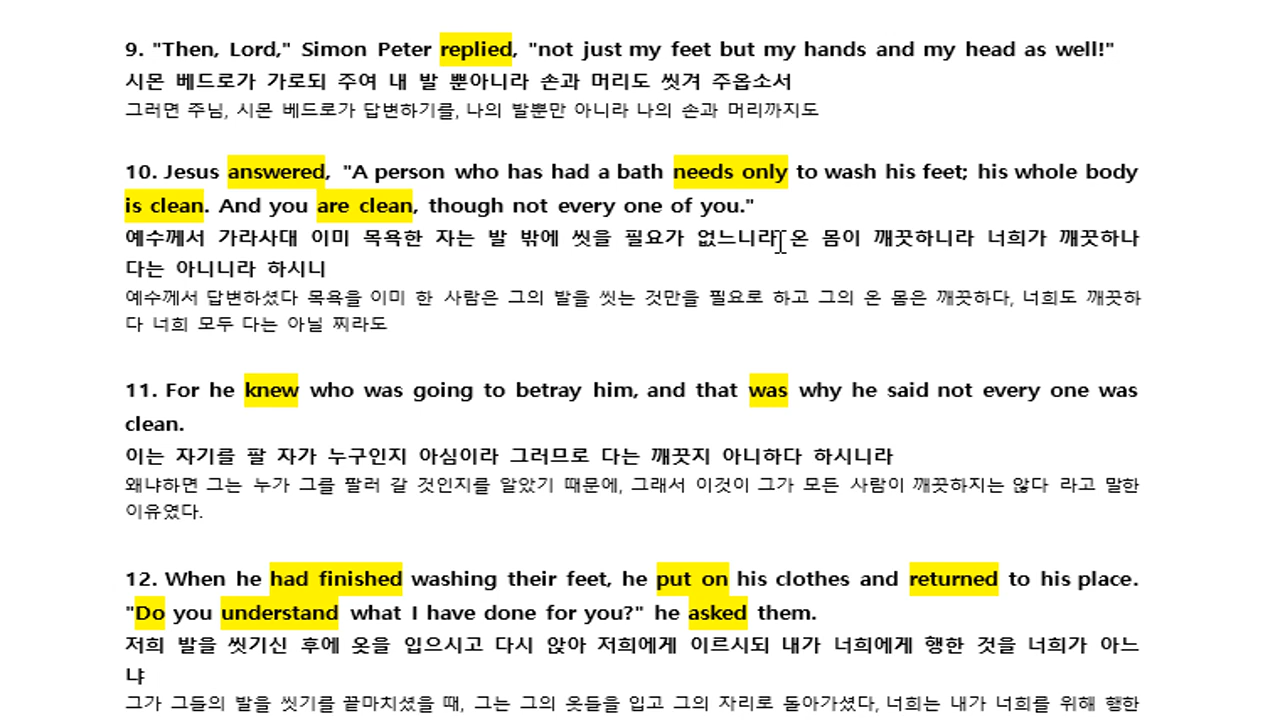 9. "Then, Lord," Simon Peter replied, "not just my feet but my hands and my head as well!"
시몬 베드로가 가로되 주여 내 발 뿐아니라 손과 머리도 씻겨 주옵소서
그러면 주님, 시몬 베드로가 답변하기를, 나의 발뿐만 아니라 나의 손과 머리까지도
10. Jesus answered, "A person who has had a bath needs only to wash his feet; his whole body
is clean. And you are clean, though not every one of you."
예수께서 가라사대 이미 목욕한 자는 발 밖에 씻을 필요가 없느니라 온 몸이 깨끗하니라 너희가 깨끗하나
다는 아니니라 하시니
예수께서 답변하셨다 목욕을 이미 한 사람은 그의 발을 씻는 것만을 필요로 하고 그의 온 몸은 깨끗하다, 너희도 깨끗하
다 너희 모두 다는 아닐 찌라도
11. For he knew who was going to betray him, and that was why he said not every one was
clean.
이는 자기를 팔 자가 누구인지 아심이라 그러므로 다는 깨끗지 아니하다 하시니라
왜냐하면 그는 누가 그를 팔러 갈 것인지를 알았기 때문에, 그래서 이것이 그가 모든 사람이 깨끗하지는 않다 라고 말한
이유였다.
12. When he had finished washing their feet, he put on his clothes and returned to his place.
"Do you understand what I have done for you?" he asked them.
저희 발을 씻기신 후에 옷을 입으시고 다시 앉아 저희에게 이르시되 내가 너희에게 행한 것을 너희가 아느
냐
그가 그들의 발을 씻기를 끝마치셨을 때, 그는 그의 옷들을 입고 그의 자리로 돌아가셨다, 너희는 내가 너희를 위해 행한